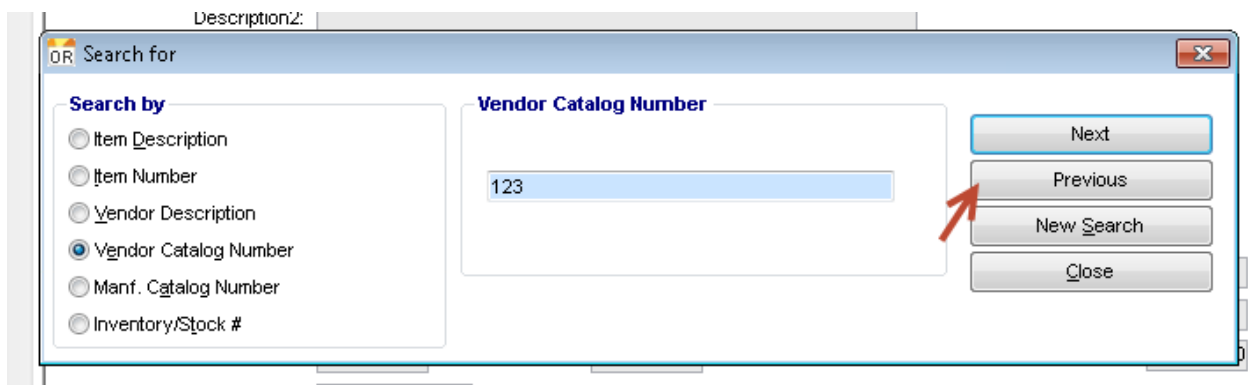 Description2:
OR Search for
Search by
Item Description
Item Number
Vendor Description
Vendor Catalog Number
Manf. Catalog Number
Inventory/Stock #
Vendor Catalog Number
123
Next
Previous
New Search
Close